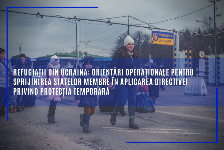 REFUGIAȚII DIN UCRAINA: ORIENTĂRI OPERAȚIONALE PENTRU
SPRIJINIREA STATELOR MEMBRE ÎN APLICAREA DIRECTIVEI
PRIVIND PROTECȚIA TEMPORARĂ